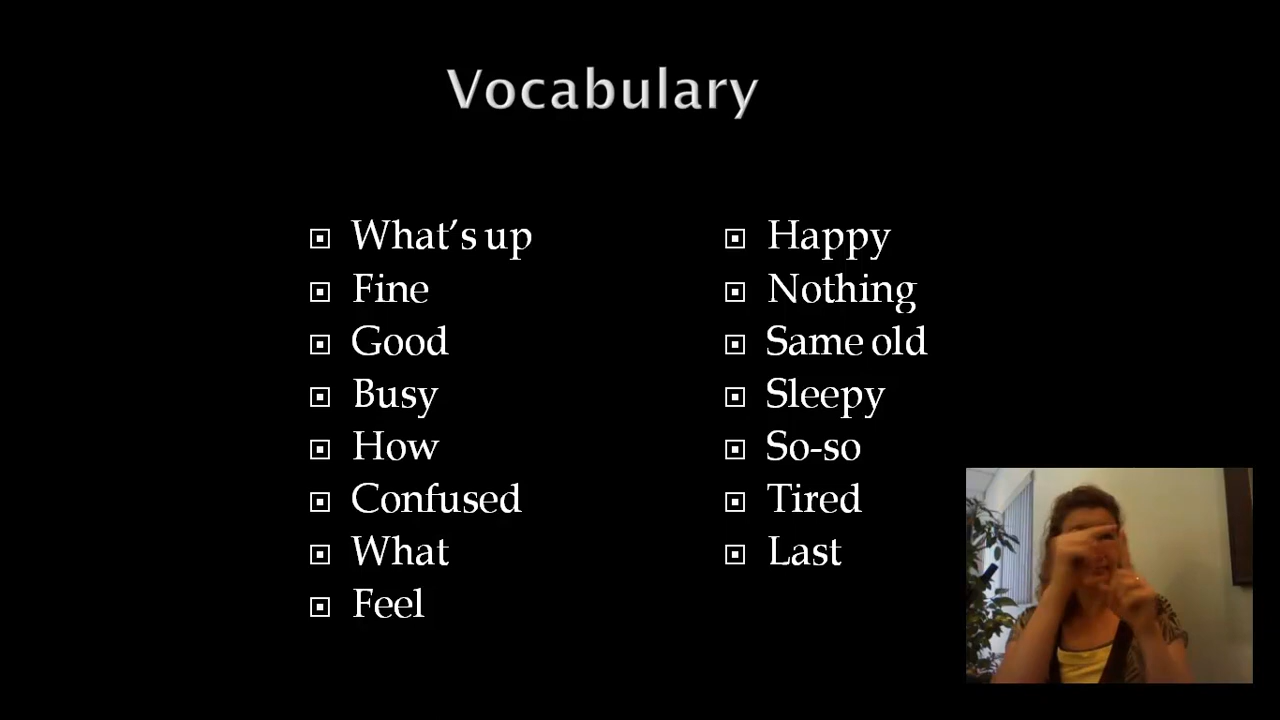 Vocabulary
What's up
Fine
Good
Busy
How
Confused
What
Feel
Happy
Nothing
Same old
Sleepy
So-so
Tired
Last